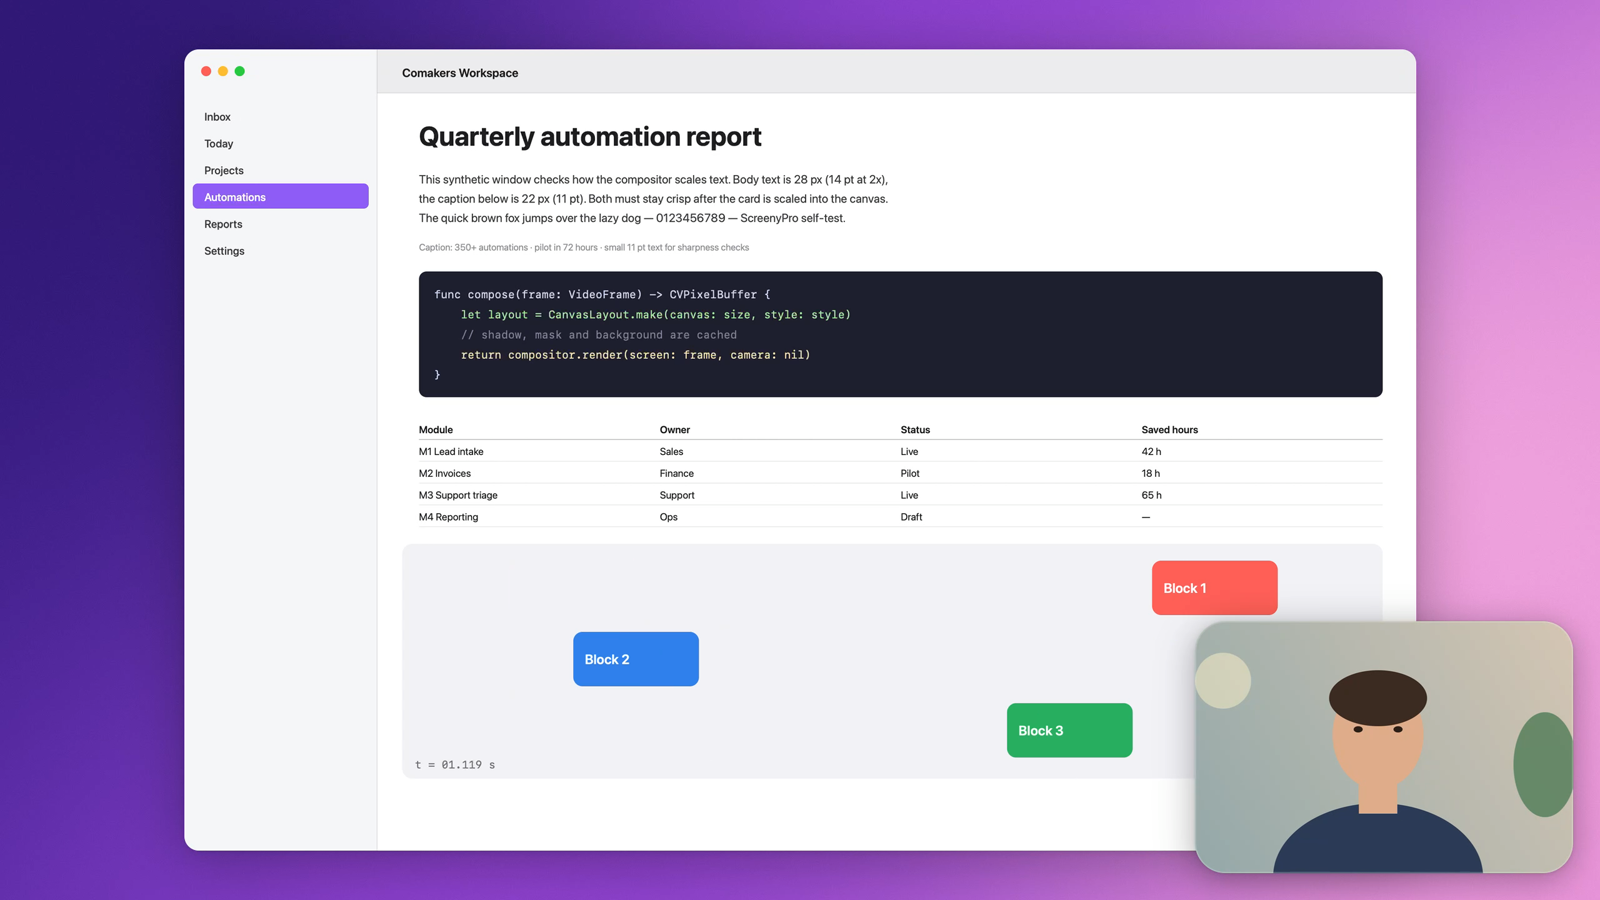 Comakers Workspace
Inbox
Today
Projects
Automations
Reports
Settings
Quarterly automation report
This synthetic window checks how the compositor scales text. Body text is 28 px (14 pt at 2x),
the caption below is 22 px (11 pt). Both must stay crisp after the card is scaled into the canvas.
The quick brown fox jumps over the lazy dog — 0123456789 — ScreenyPro self-test.
Caption: 350+ automations · pilot in 72 hours · small 11 pt text for sharpness checks
func compose(frame: VideoFrame) -> CVPixelBuffer {
    let layout = CanvasLayout.make(canvas: size, style: style)
    // shadow, mask and background are cached
    return compositor.render(screen: frame, camera: nil)
}
Module Owner Status Saved hours
M1 Lead intake Sales Live 42 h
M2 Invoices Finance Pilot 18 h
M3 Support triage Support Live 65 h
M4 Reporting Ops Draft —
Block 1
Block 2
Block 3
t = 01.119 s